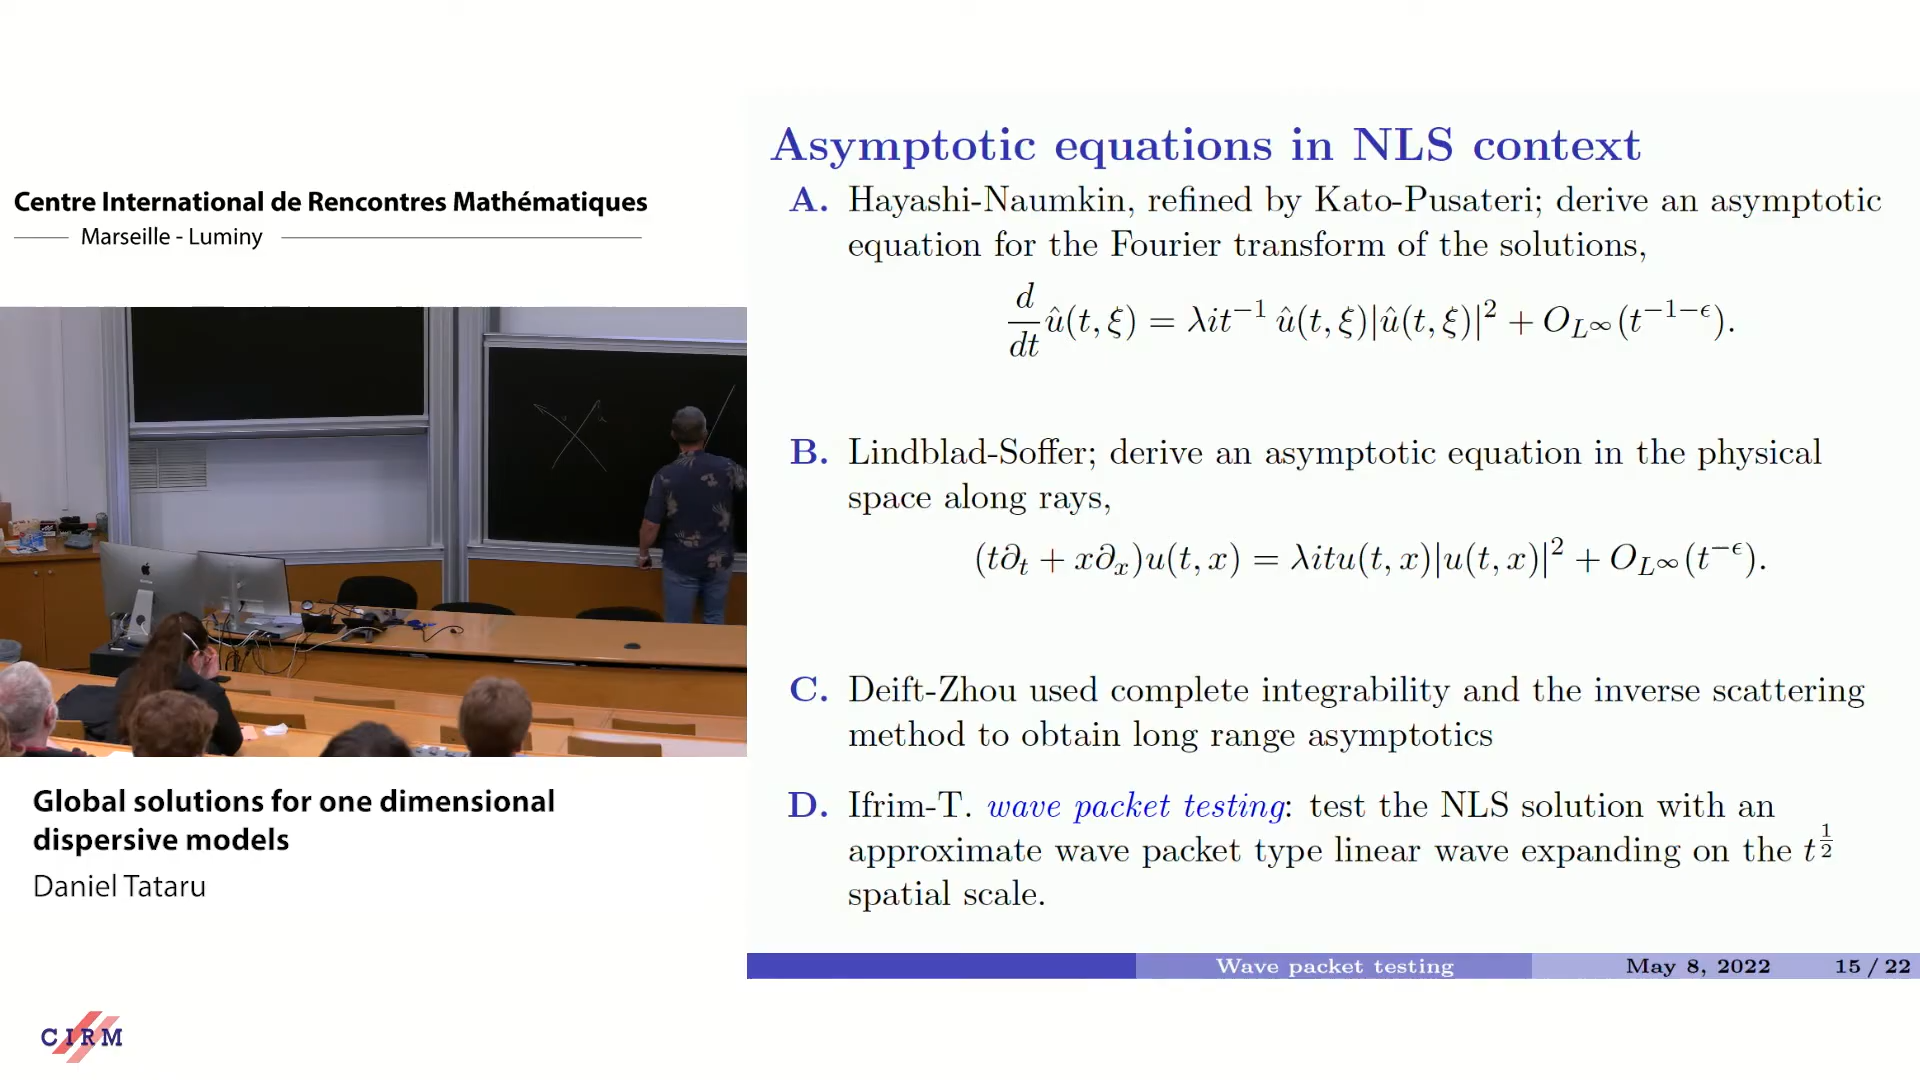 Centre International de Rencontres Mathématiques
Marseille - Luminy
Global solutions for one dimensional
dispersive models
Daniel Tataru
CIRM
Asymptotic equations in NLS context
A. Hayashi-Naumkin, refined by Kato-Pusateri; derive an asymptotic
equation for the Fourier transform of the solutions,
d/dt û(t, ξ) = λit⁻¹ û(t, ξ)|û(t, ξ)|² + O_{L^∞}(t^{−1−ϵ}).
B. Lindblad-Soffer; derive an asymptotic equation in the physical
space along rays,
(t∂ₜ + x∂ₓ)u(t, x) = λitu(t, x)|u(t, x)|² + O_{L^∞}(t^{−ϵ}).
C. Deift-Zhou used complete integrability and the inverse scattering
method to obtain long range asymptotics
D. Ifrim-T. wave packet testing: test the NLS solution with an
approximate wave packet type linear wave expanding on the t^{1/2}
spatial scale.
Wave packet testing May 8, 2022 15 / 22